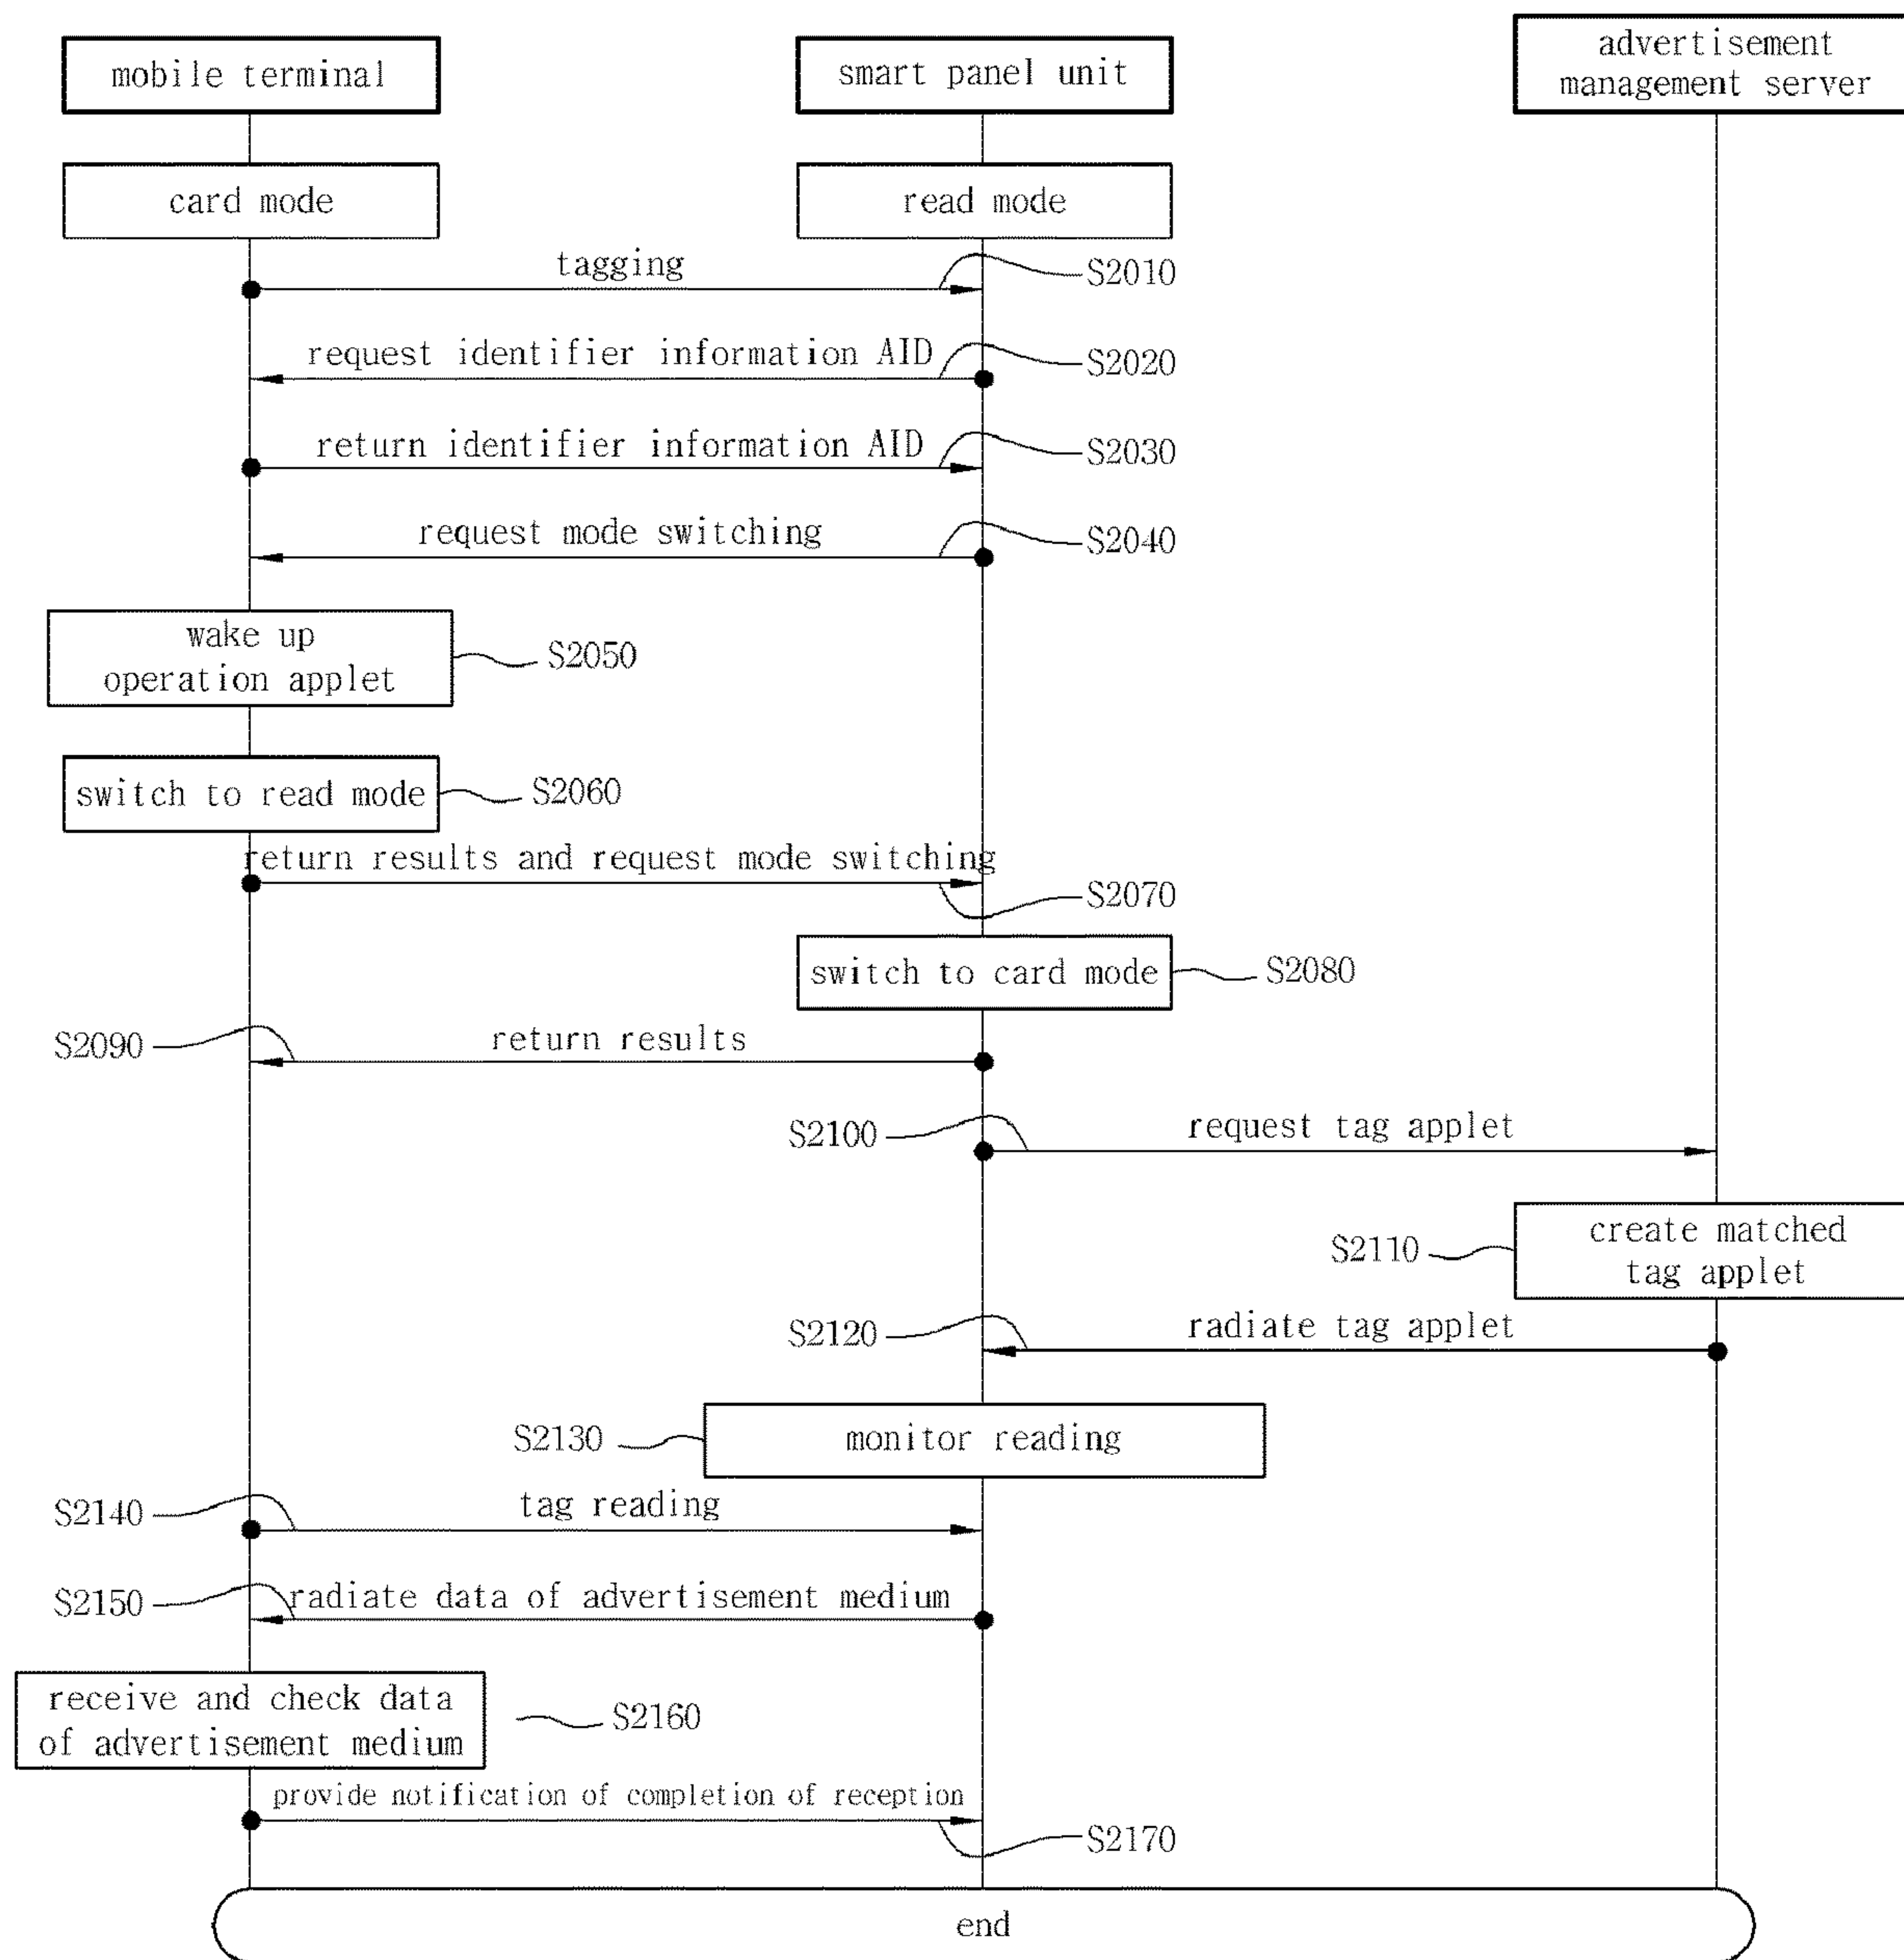 mobile terminal
smart panel unit
advertisement
management server
card mode
read mode
tagging
S2010
request identifier information AID
S2020
return identifier information AID
S2030
request mode switching
S2040
wake up
operation applet
S2050
switch to read mode
S2060
return results and request mode switching
S2070
switch to card mode
S2080
S2090
return results
S2100
request tag applet
S2110
create matched
tag applet
S2120
radiate tag applet
S2130
monitor reading
S2140
tag reading
S2150
radiate data of advertisement medium
receive and check data
of advertisement medium
S2160
provide notification of completion of reception
S2170
end